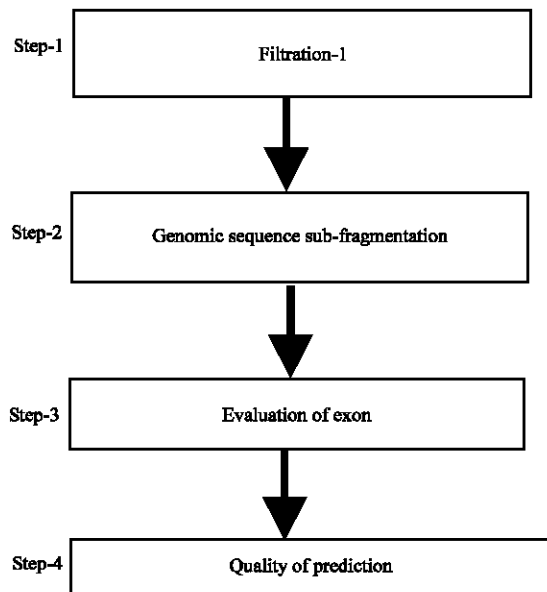 Step-1
Filtration-1
Step-2
Genomic sequence sub-fragmentation
Step-3
Evaluation of exon
Step-4
Quality of prediction